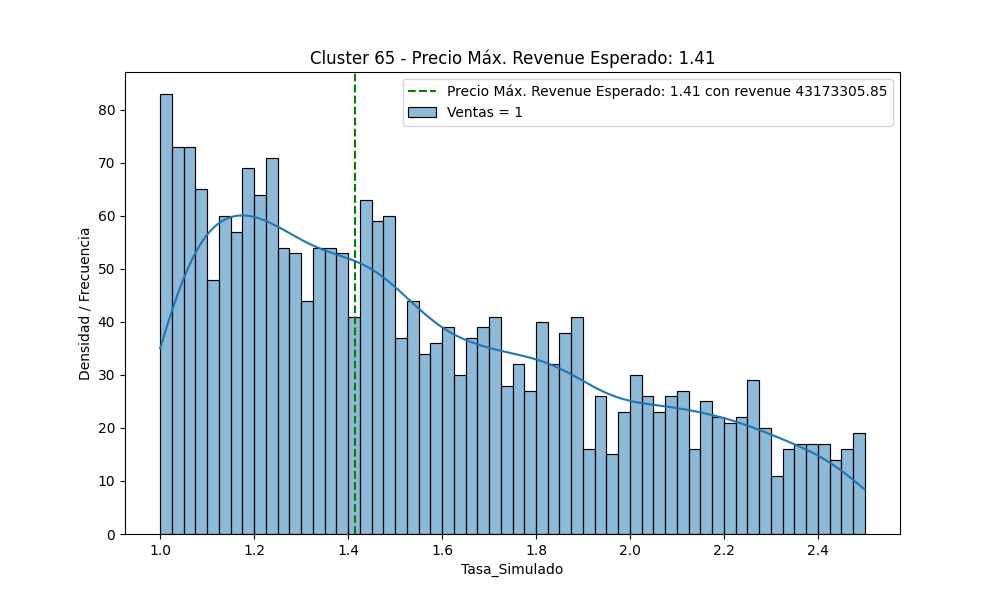 Cluster 65 - Precio Máx. Revenue Esperado: 1.41
Precio Máx. Revenue Esperado: 1.41 con revenue 43173305.85
Ventas = 1
Densidad / Frecuencia
80
70
60
50
40
30
20
10
0
1.0 1.2 1.4 1.6 1.8 2.0 2.2 2.4
Tasa_Simulado